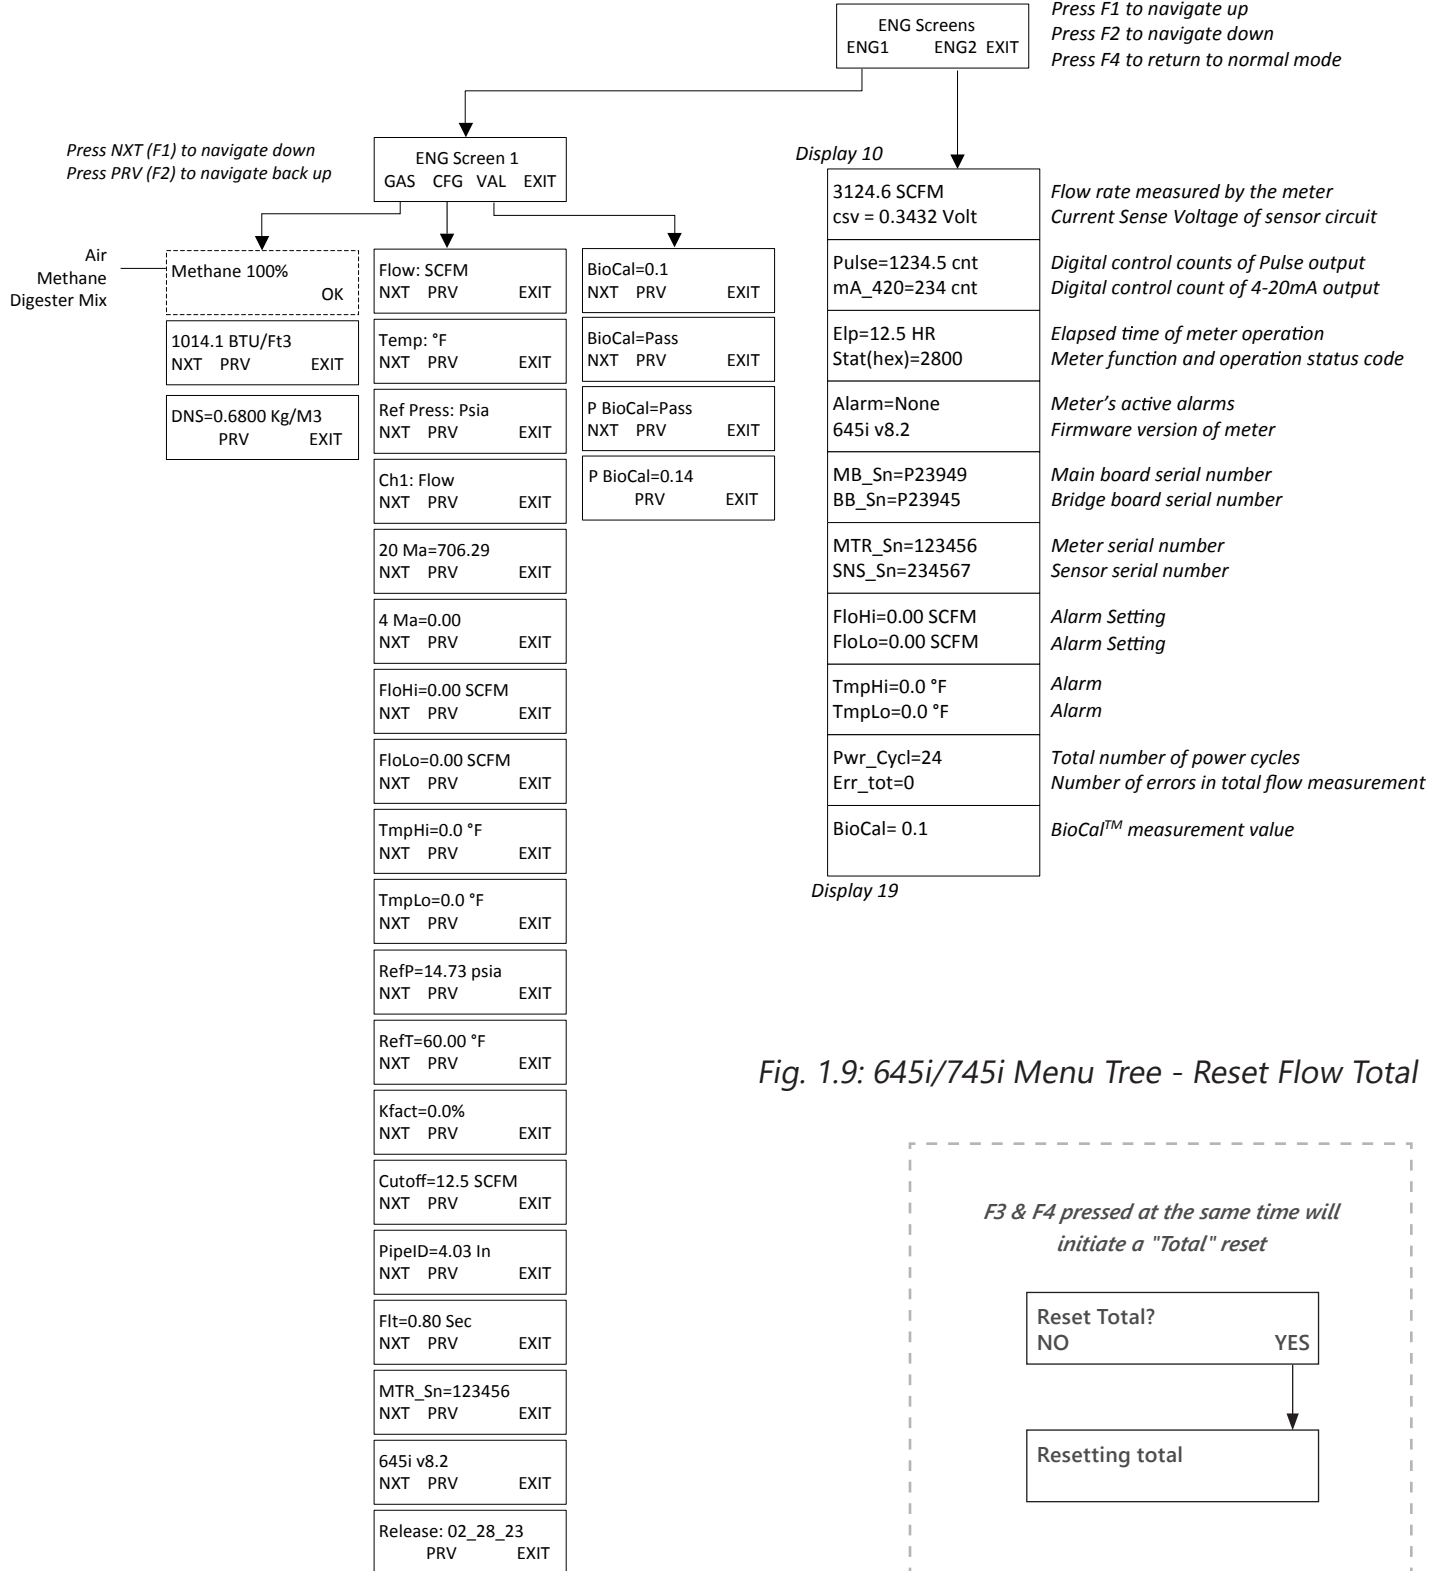 ENG Screens
ENG1 ENG2 EXIT
Press F1 to navigate up
Press F2 to navigate down
Press F4 to return to normal mode
Press NXT (F1) to navigate down
Press PRV (F2) to navigate back up
ENG Screen 1
GAS CFG VAL EXIT
Air
Methane
Digester Mix
Methane 100%
OK
1014.1 BTU/Ft3
NXT PRV EXIT
DNS=0.6800 Kg/M3
PRV EXIT
Flow: SCFM
NXT PRV EXIT
Temp: °F
NXT PRV EXIT
Ref Press: Psia
NXT PRV EXIT
Ch1: Flow
NXT PRV EXIT
20 Ma=706.29
NXT PRV EXIT
4 Ma=0.00
NXT PRV EXIT
FloHi=0.00 SCFM
NXT PRV EXIT
FloLo=0.00 SCFM
NXT PRV EXIT
TmpHi=0.0 °F
NXT PRV EXIT
TmpLo=0.0 °F
NXT PRV EXIT
RefP=14.73 psia
NXT PRV EXIT
RefT=60.00 °F
NXT PRV EXIT
Kfact=0.0%
NXT PRV EXIT
Cutoff=12.5 SCFM
NXT PRV EXIT
PipeID=4.03 In
NXT PRV EXIT
Flt=0.80 Sec
NXT PRV EXIT
MTR_Sn=123456
NXT PRV EXIT
645i v8.2
NXT PRV EXIT
Release: 02_28_23
PRV EXIT
BioCal=0.1
NXT PRV EXIT
BioCal=Pass
NXT PRV EXIT
P BioCal=Pass
NXT PRV EXIT
P BioCal=0.14
PRV EXIT
Display 10
3124.6 SCFM Flow rate measured by the meter
csv = 0.3432 Volt Current Sense Voltage of sensor circuit
Pulse=1234.5 cnt Digital control counts of Pulse output
mA_420=234 cnt Digital control count of 4-20mA output
Elp=12.5 HR Elapsed time of meter operation
Stat(hex)=2800 Meter function and operation status code
Alarm=None Meter's active alarms
645i v8.2 Firmware version of meter
MB_Sn=P23949 Main board serial number
BB_Sn=P23945 Bridge board serial number
MTR_Sn=123456 Meter serial number
SNS_Sn=234567 Sensor serial number
FloHi=0.00 SCFM Alarm Setting
FloLo=0.00 SCFM Alarm Setting
TmpHi=0.0 °F Alarm
TmpLo=0.0 °F Alarm
Pwr_Cycl=24 Total number of power cycles
Err_tot=0 Number of errors in total flow measurement
BioCal= 0.1 BioCal™ measurement value
Display 19
Fig. 1.9: 645i/745i Menu Tree - Reset Flow Total
F3 & F4 pressed at the same time will
initiate a "Total" reset
Reset Total?
NO YES
Resetting total